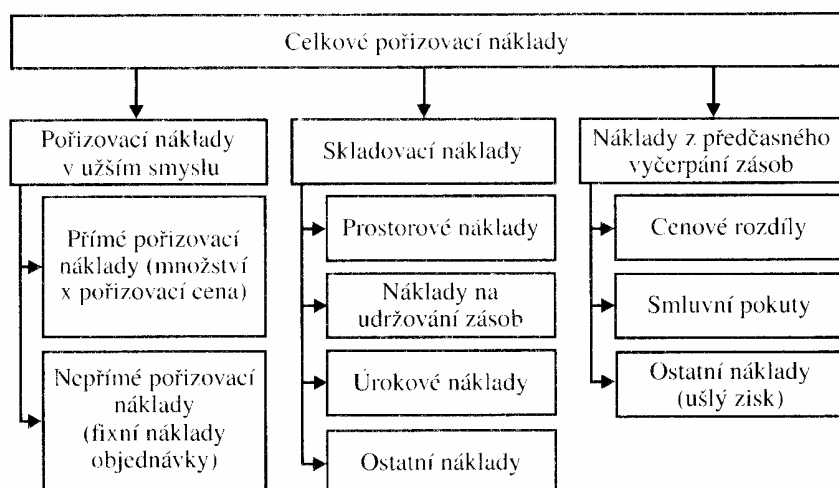 Celkové pořizovací náklady
Pořizovací náklady
v užším smyslu
Přímé pořizovací
náklady (množství
x pořizovací cena)
Nepřímé pořizovací
náklady
(fixní náklady
objednávky)
Skladovací náklady
Prostorové náklady
Náklady na
udržování zásob
Úrokové náklady
Ostatní náklady
Náklady z předčasného
vyčerpání zásob
Cenové rozdíly
Smluvní pokuty
Ostatní náklady
(ušlý zisk)